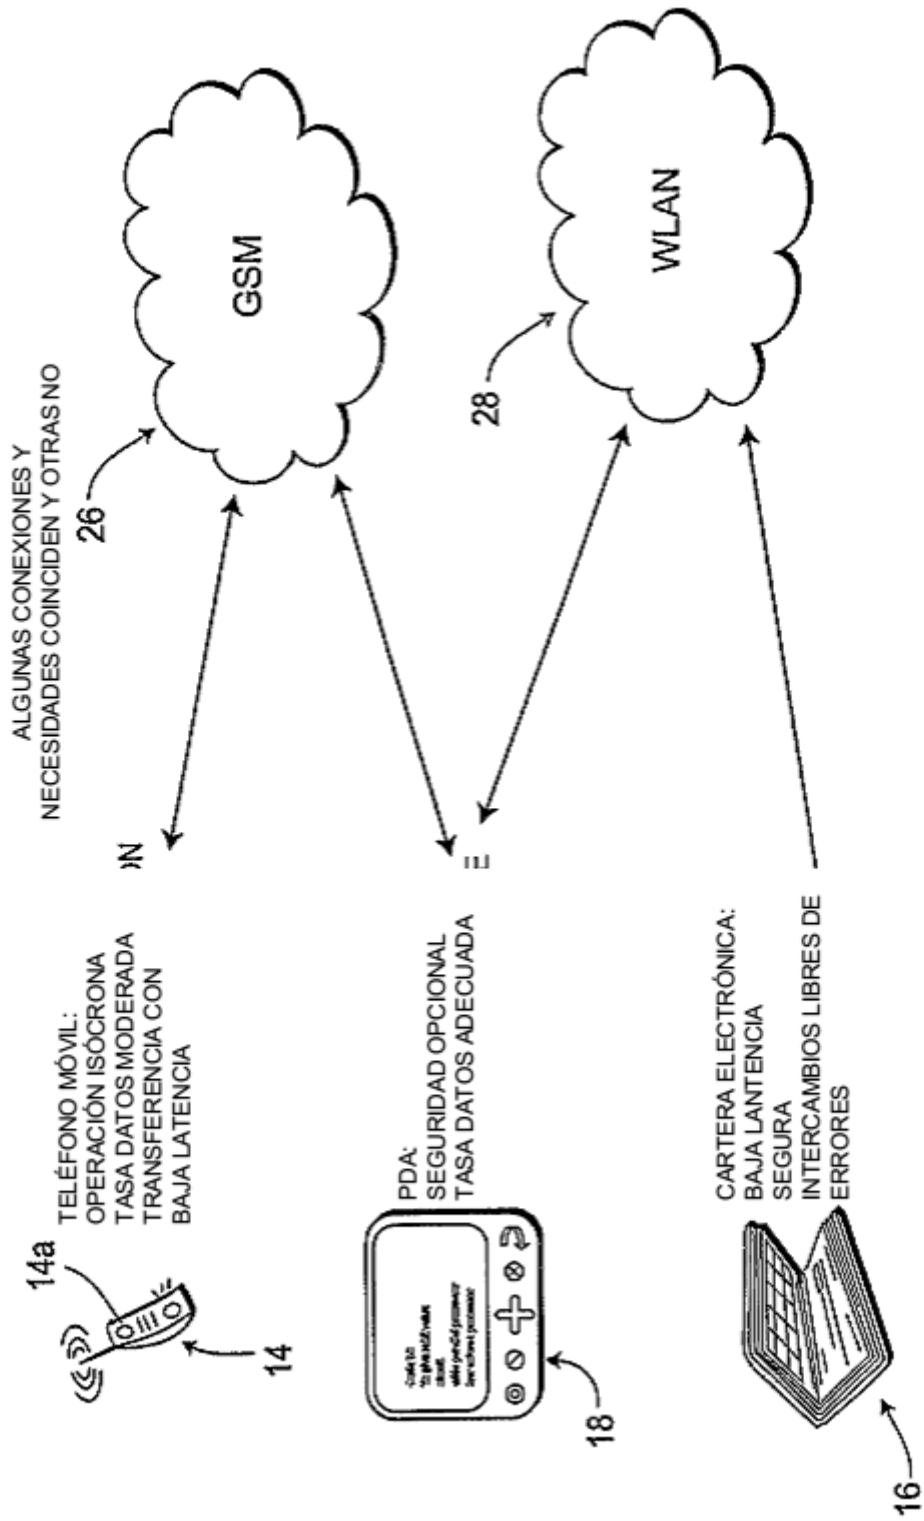 ALGUNAS CONEXIONES Y
NECESIDADES COINCIDEN Y OTRAS NO
14a
14
TELÉFONO MÓVIL:
OPERACIÓN ISÓCRONA
TASA DATOS MODERADA
TRANSFERENCIA CON
BAJA LATENCIA
26
GSM
18
PDA:
SEGURIDAD OPCIONAL
TASA DATOS ADECUADA
28
WLAN
16
CARTERA ELECTRÓNICA:
BAJA LANTENCIA
SEGURA
INTERCAMBIOS LIBRES DE
ERRORES